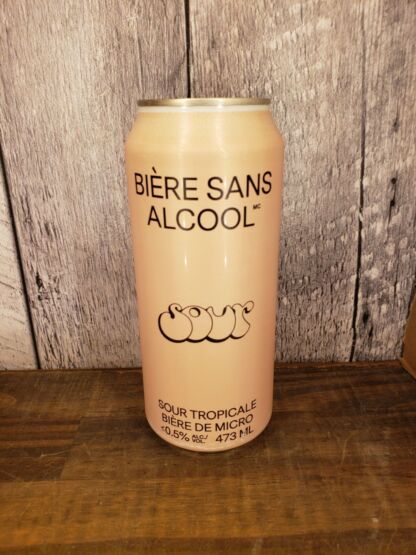 BIÈRE SANS
ALCOOL MC
sour
SOUR TROPICALE
BIÈRE DE MICRO
<0.5% ALC./VOL. 473 ML